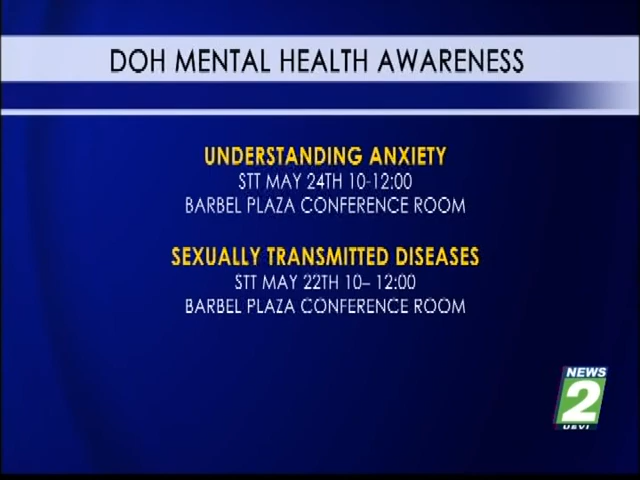 DOH MENTAL HEALTH AWARENESS
UNDERSTANDING ANXIETY
STT MAY 24TH 10-12:00
BARBEL PLAZA CONFERENCE ROOM
SEXUALLY TRANSMITTED DISEASES
STT MAY 22TH 10– 12:00
BARBEL PLAZA CONFERENCE ROOM
NEWS
2
USVI